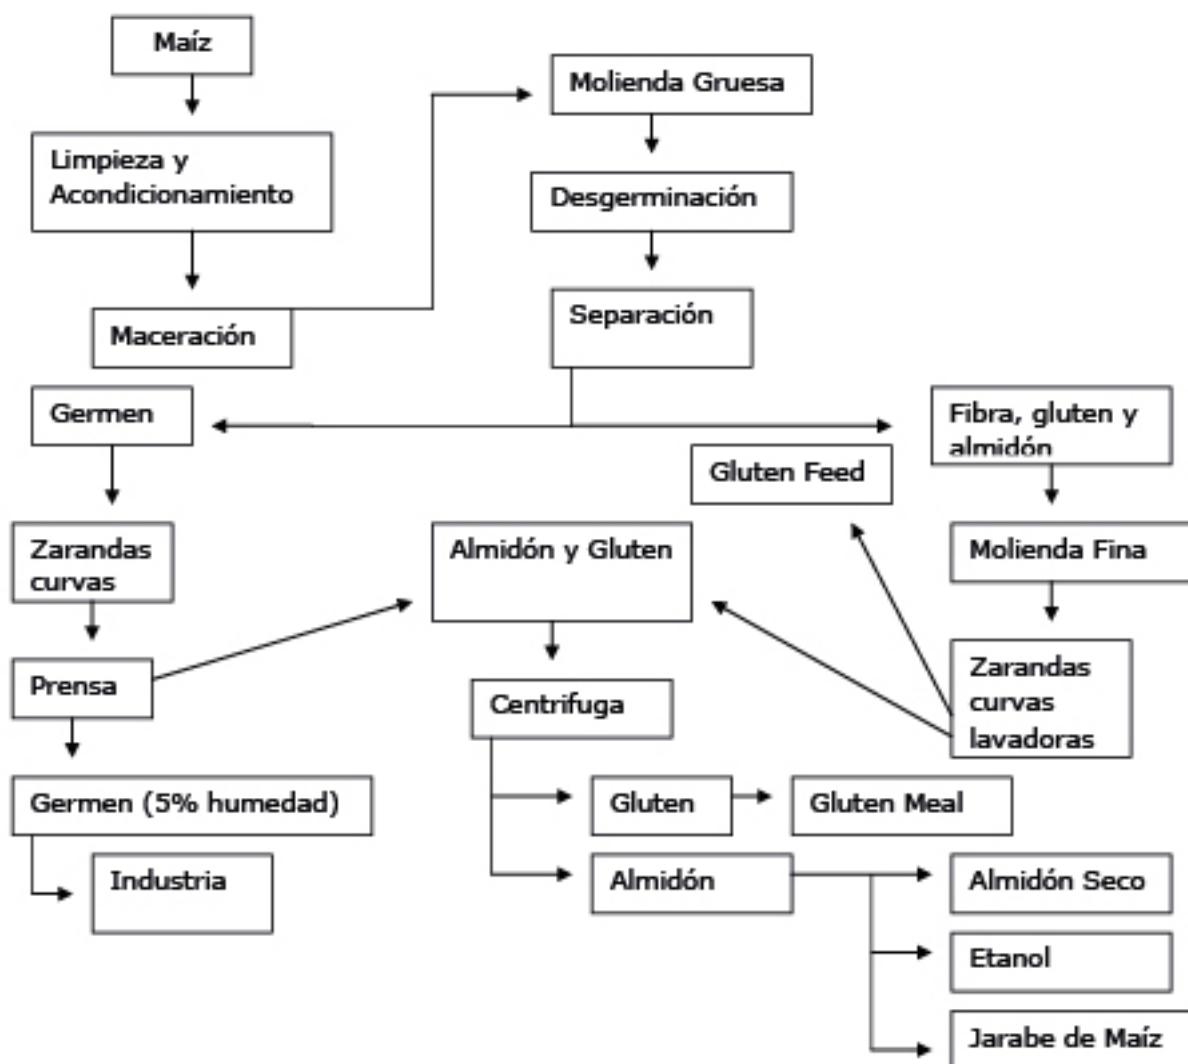 Maíz
Limpieza y
Acondicionamiento
Maceración
Molienda Gruesa
Desgerminación
Separación
Germen
Fibra, gluten y
almidón
Gluten Feed
Zarandas
curvas
Almidón y Gluten
Molienda Fina
Prensa
Centrifuga
Zarandas
curvas
lavadoras
Germen (5% humedad)
Gluten
Gluten Meal
Industria
Almidón
Almidón Seco
Etanol
Jarabe de Maíz